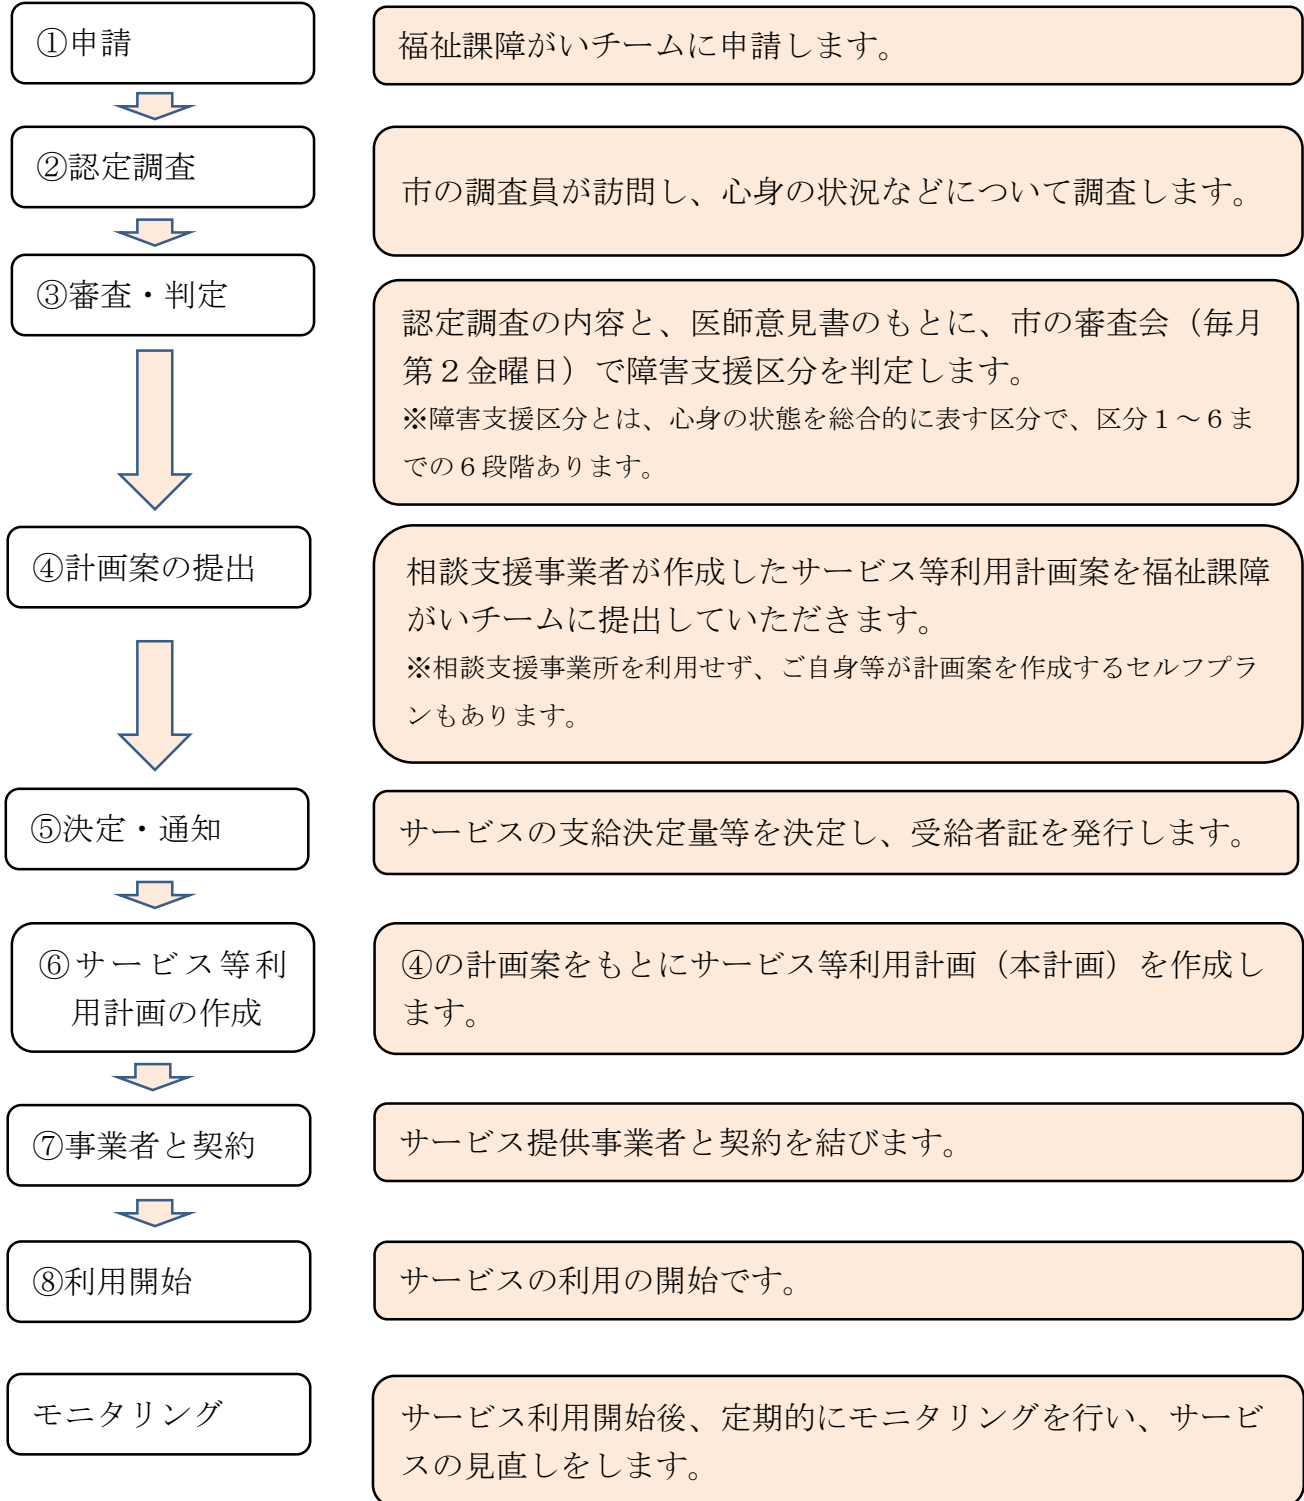 ①申請
福祉課障がいチームに申請します。
②認定調査
市の調査員が訪問し、心身の状況などについて調査します。
③審査・判定
認定調査の内容と、医師意見書のもとに、市の審査会（毎月
第２金曜日）で障害支援区分を判定します。
※障害支援区分とは、心身の状態を総合的に表す区分で、区分１～６ま
での６段階あります。
④計画案の提出
相談支援事業者が作成したサービス等利用計画案を福祉課障
がいチームに提出していただきます。
※相談支援事業所を利用せず、ご自身等が計画案を作成するセルフプラ
ンもあります。
⑤決定・通知
サービスの支給決定量等を決定し、受給者証を発行します。
⑥サービス等利
用計画の作成
④の計画案をもとにサービス等利用計画（本計画）を作成し
ます。
⑦事業者と契約
サービス提供事業者と契約を結びます。
⑧利用開始
サービスの利用の開始です。
モニタリング
サービス利用開始後、定期的にモニタリングを行い、サービ
スの見直しをします。